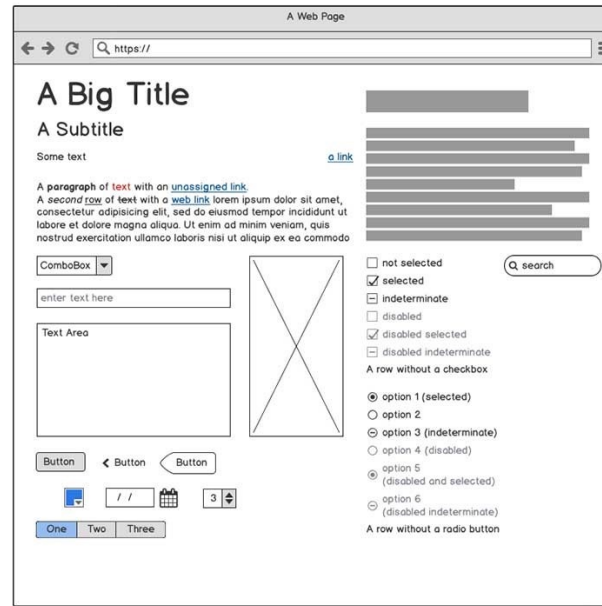 A Web Page
https://
A Big Title
A Subtitle
Some text
a link
A paragraph of text with an unassigned link.
A second row of text with a web link lorem ipsum dolor sit amet,
consectetur adipisicing elit, sed do eiusmod tempor incididunt ut
labore et dolore magna aliqua. Ut enim ad minim veniam, quis
nostrud exercitation ullamco laboris nisi ut aliquip ex ea commodo
ComboBox
enter text here
Text Area
Button
Button
Button
/ /
3
One Two Three
not selected
search
selected
indeterminate
disabled
disabled selected
disabled indeterminate
A row without a checkbox
option 1 (selected)
option 2
option 3 (indeterminate)
option 4 (disabled)
option 5
(disabled and selected)
option 6
(disabled indeterminate)
A row without a radio button